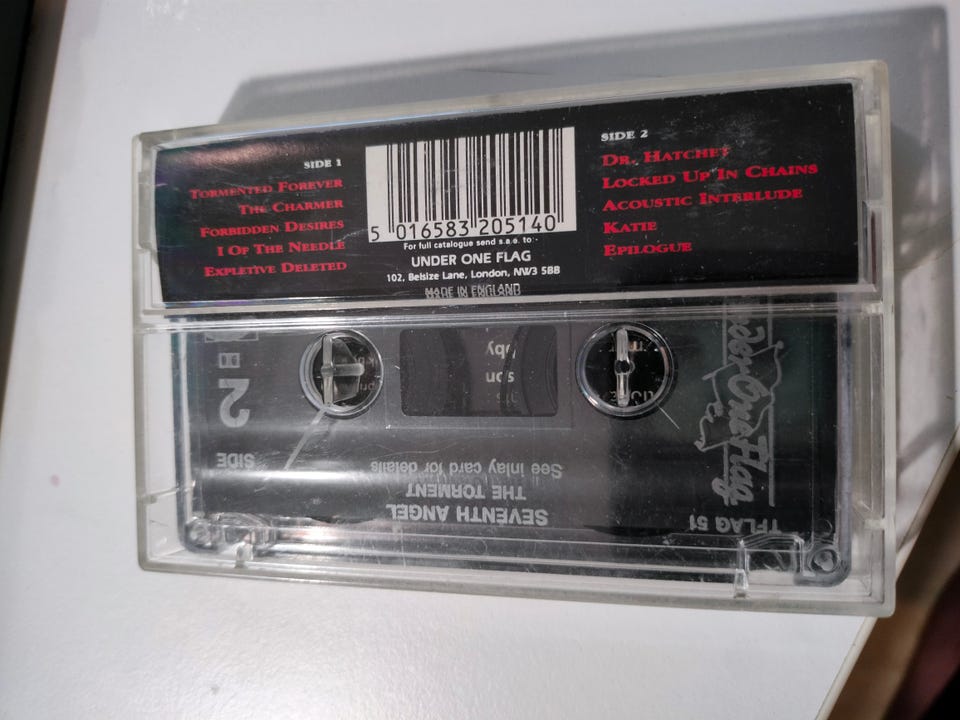 SIDE 1
TORMENTED FOREVER
THE CHARMER
FORBIDDEN DESIRES
I OF THE NEEDLE
EXPLETIVE DELETED
5 016583 205140
For full catalogue send s.a.e. to:-
UNDER ONE FLAG
102, Belsize Lane, London, NW3 5BB
MADE IN ENGLAND
SIDE 2
DR. HATCHET
LOCKED UP IN CHAINS
ACOUSTIC INTERLUDE
KATIE
EPILOGUE
TFLAG 51
SEVENTH ANGEL
THE TORMENT
See inlay card for details
SIDE
2
Under One Flag